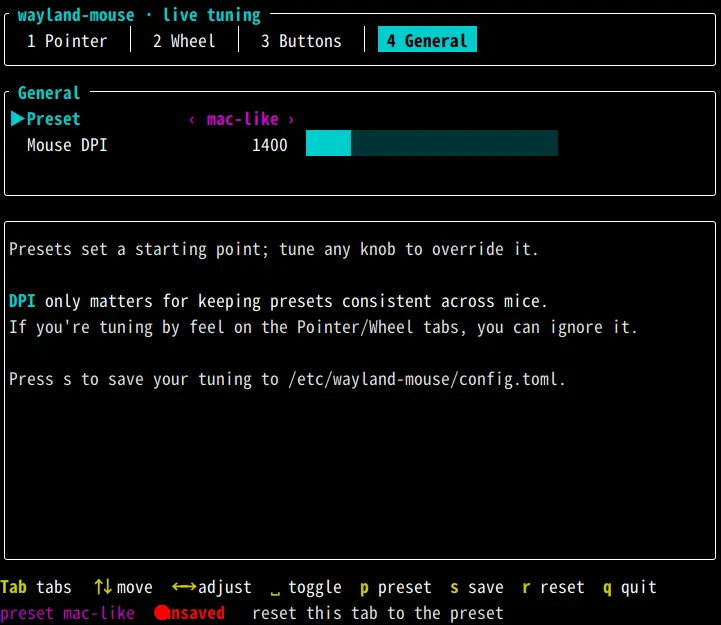 wayland-mouse · live tuning
1 Pointer │ 2 Wheel │ 3 Buttons │ 4 General
General
▶Preset ‹ mac-like ›
Mouse DPI 1400
Presets set a starting point; tune any knob to override it.
DPI only matters for keeping presets consistent across mice.
If you're tuning by feel on the Pointer/Wheel tabs, you can ignore it.
Press s to save your tuning to /etc/wayland-mouse/config.toml.
Tab tabs ↑↓ move ←→ adjust ␣ toggle p preset s save r reset q quit
preset mac-like ●nsaved reset this tab to the preset